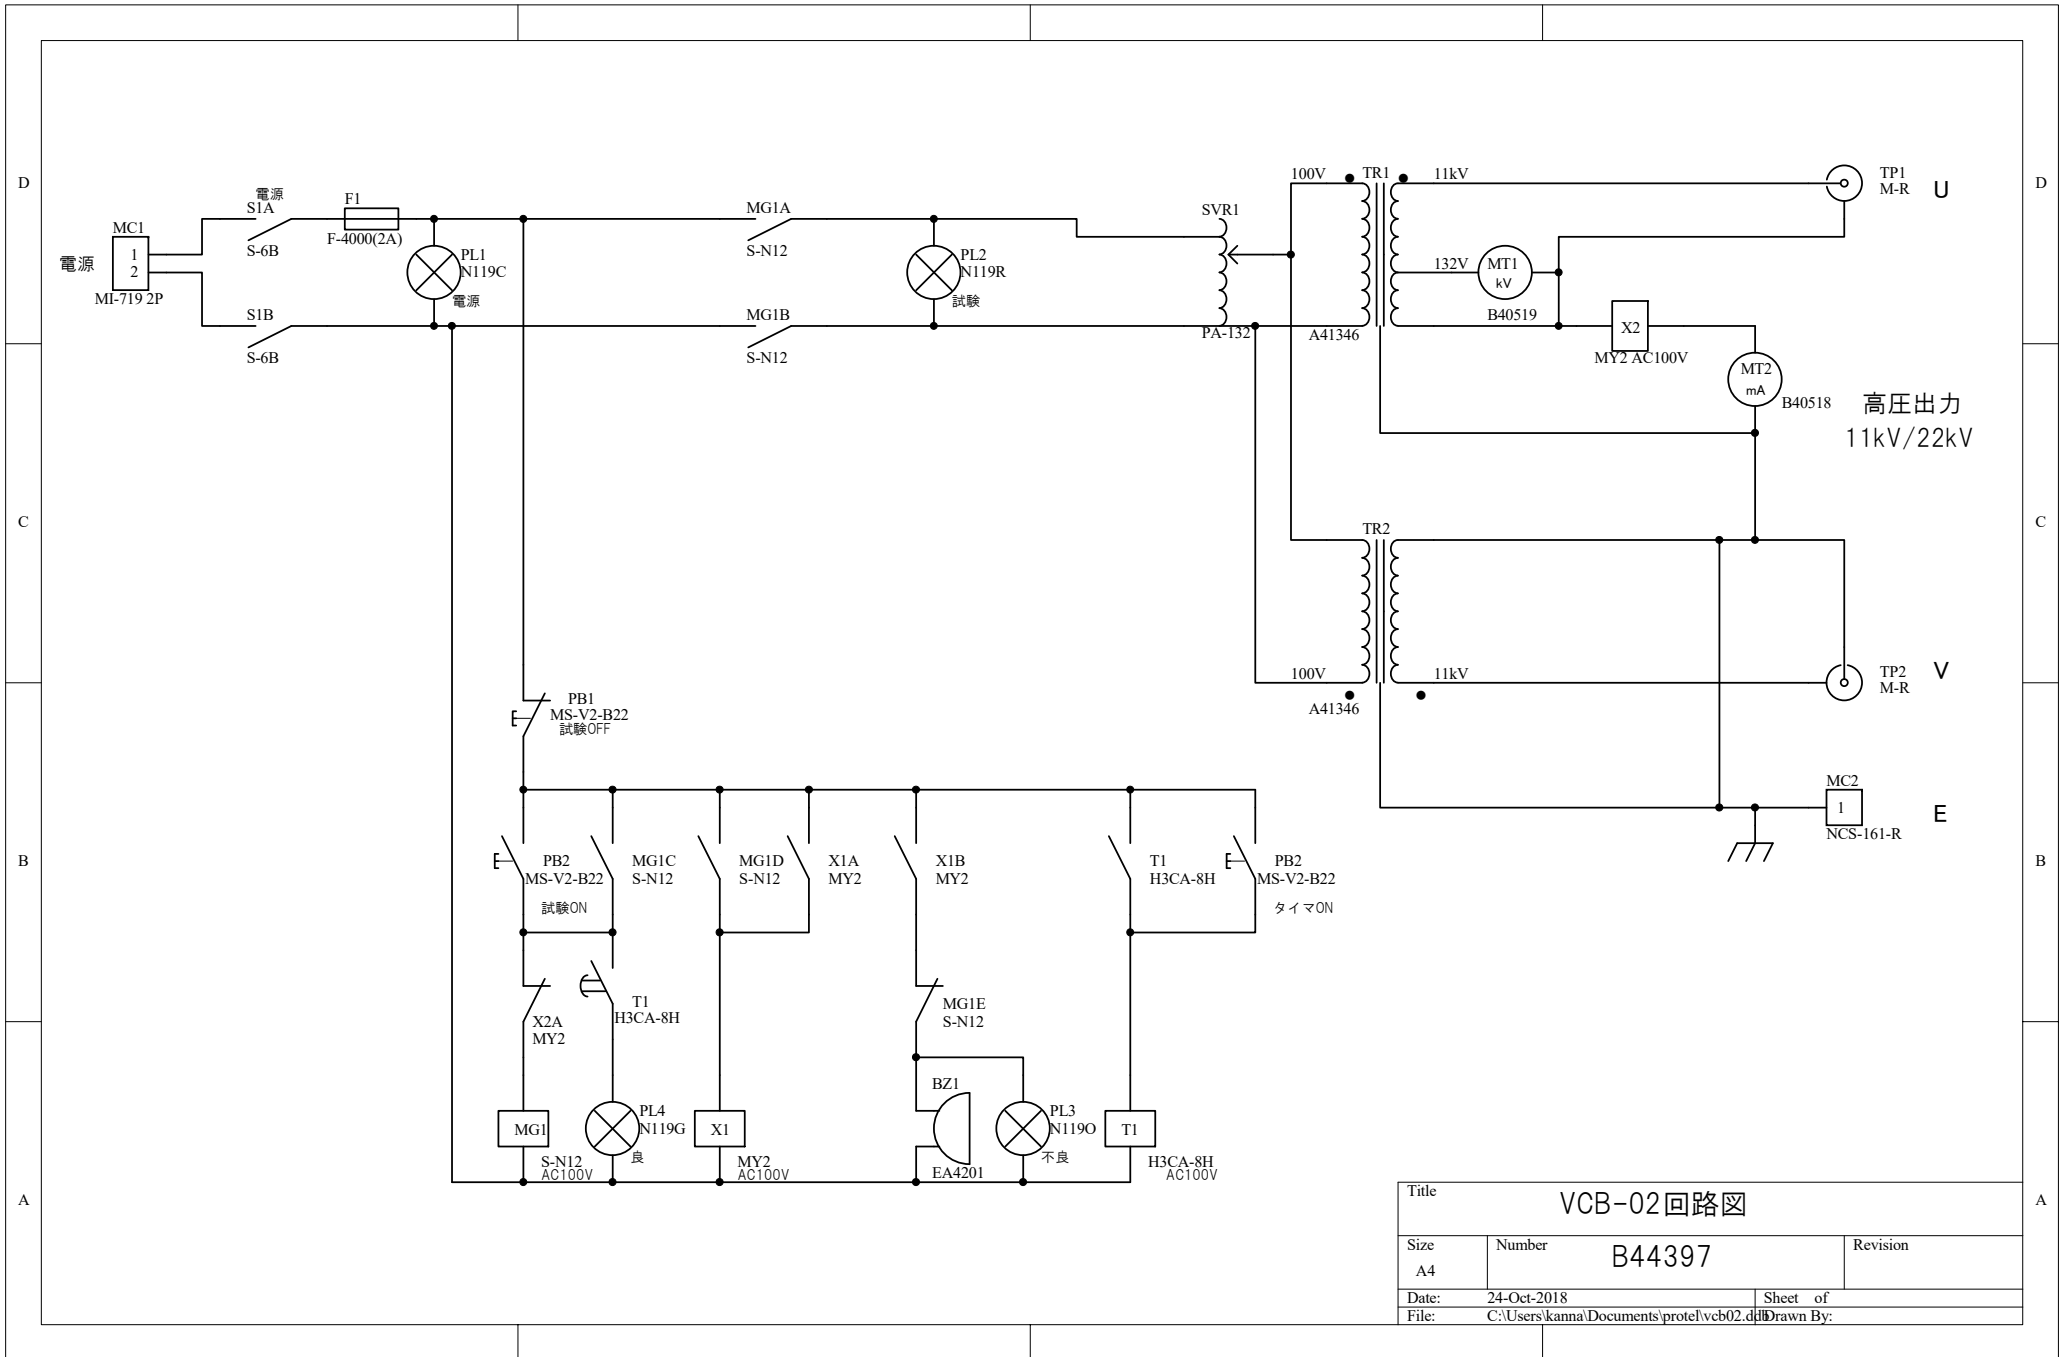 D
D
C
C
B
B
A
A
電源
MC1
1
2
MI-719 2P
電源
S1A
S-6B
S1B
S-6B
F1
F-4000(2A)
PL1
N119C
電源
MG1A
S-N12
MG1B
S-N12
PL2
N119R
試験
SVR1
PA-132
100V
TR1
11kV
132V
MT1
kV
B40519
A41346
X2
MY2 AC100V
MT2
mA
B40518
TP1
M-R
U
高圧出力
11kV/22kV
TR2
100V
11kV
A41346
TP2
M-R
V
MC2
1
NCS-161-R
E
PB1
MS-V2-B22
試験OFF
PB2
MS-V2-B22
試験ON
MG1C
S-N12
MG1D
S-N12
X1A
MY2
X1B
MY2
T1
H3CA-8H
PB2
MS-V2-B22
タイマON
X2A
MY2
T1
H3CA-8H
MG1E
S-N12
MG1
S-N12
AC100V
PL4
N119G
良
X1
MY2
AC100V
BZ1
EA4201
PL3
N119O
不良
T1
H3CA-8H
AC100V
Title
VCB-02回路図
Size
A4
Number
B44397
Revision
Date: 24-Oct-2018 Sheet of
File: C:\Users\kanna\Documents\protel\vcb02.ddb Drawn By: